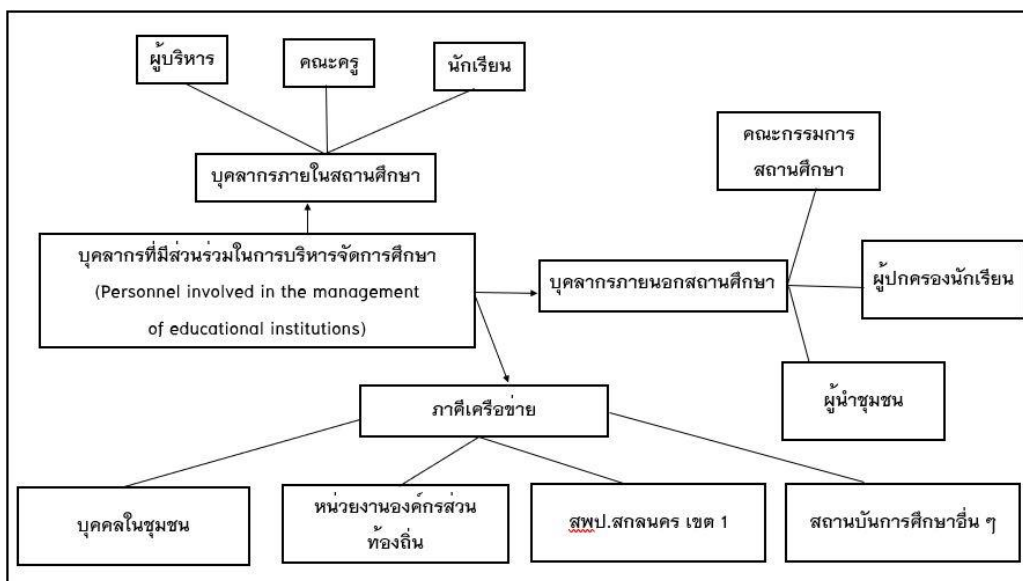 ผู้บริหาร
คณะครู
นักเรียน
บุคลากรภายในสถานศึกษา
คณะกรรมการ
สถานศึกษา
บุคลากรที่มีส่วนร่วมในการบริหารจัดการศึกษา
(Personnel involved in the management
of educational institutions)
บุคลากรภายนอกสถานศึกษา
ผู้ปกครองนักเรียน
ผู้นำชุมชน
ภาคีเครือข่าย
บุคคลในชุมชน
หน่วยงานองค์กรส่วน
ท้องถิ่น
สพป.สกลนคร เขต 1
สถานบันการศึกษาอื่น ๆ